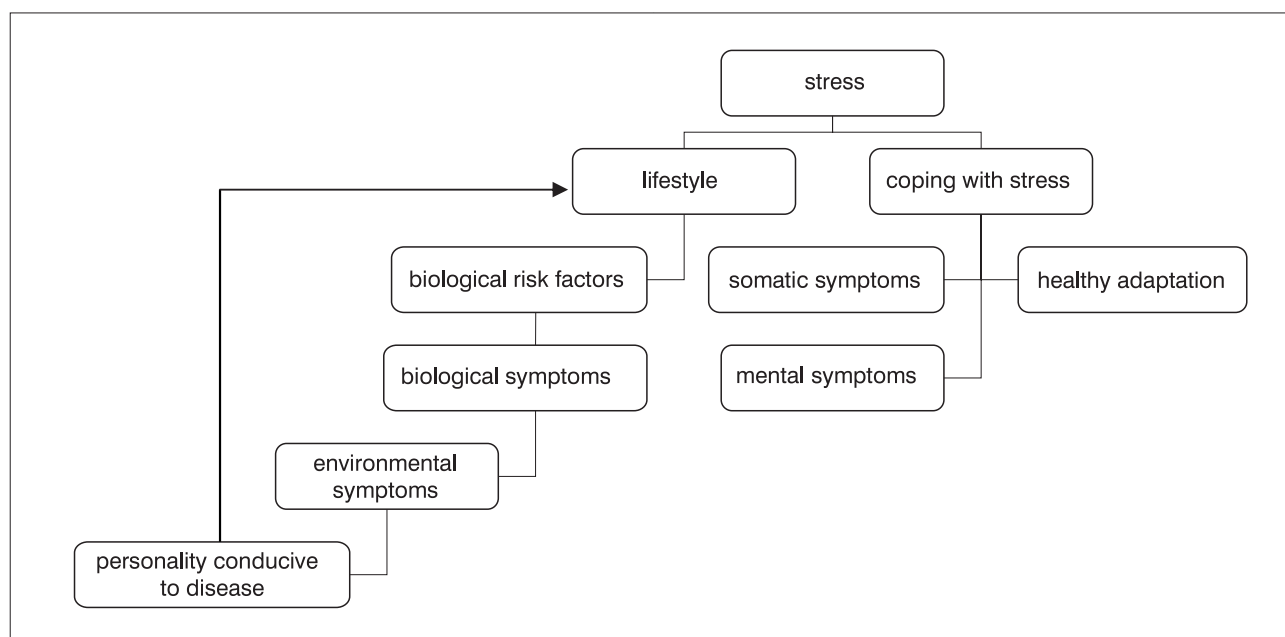 stress
lifestyle
coping with stress
biological risk factors
somatic symptoms
healthy adaptation
biological symptoms
mental symptoms
environmental
symptoms
personality conducive
to disease